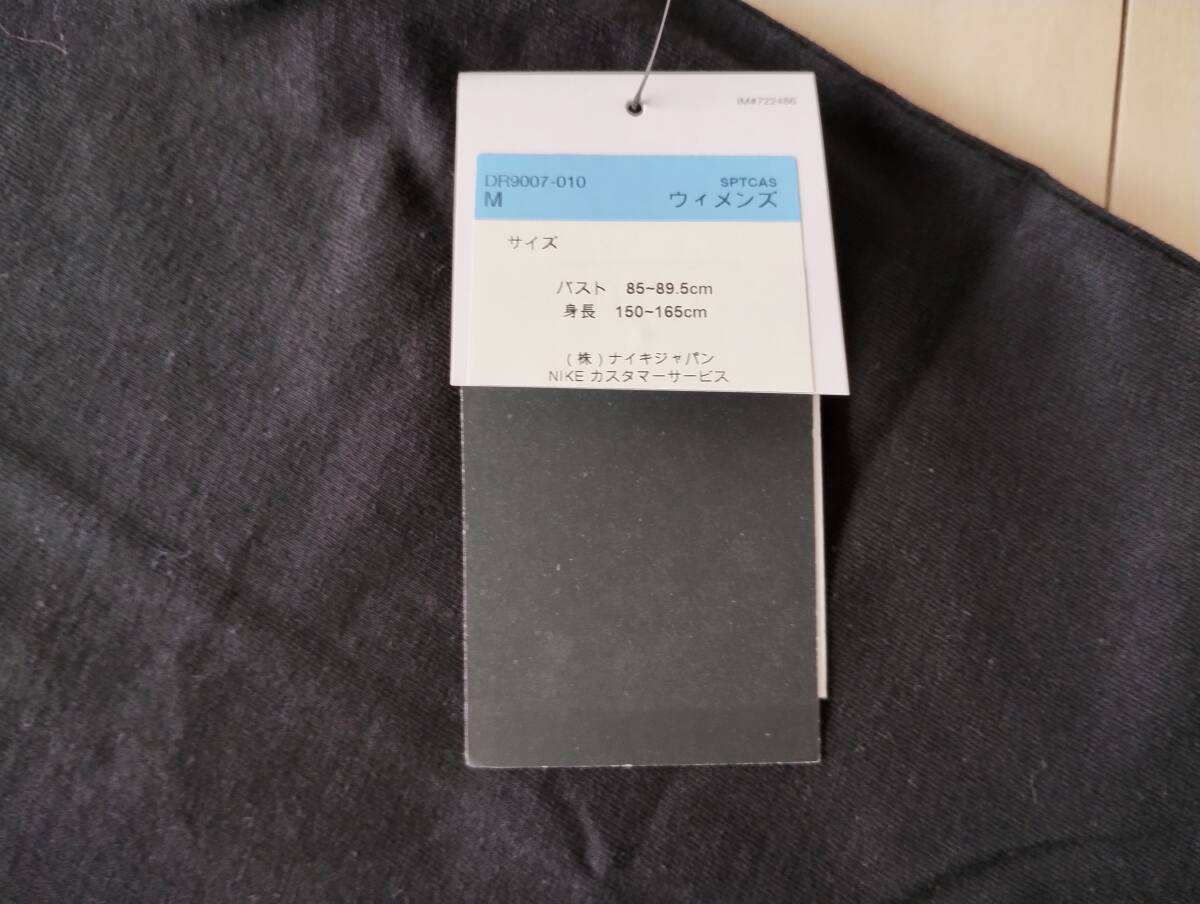 IM#722486
DR9007-010 SPTCAS
M ウィメンズ
サイズ
バスト 85~89.5cm
身長 150~165cm
(株)ナイキジャパン
NIKE カスタマーサービス